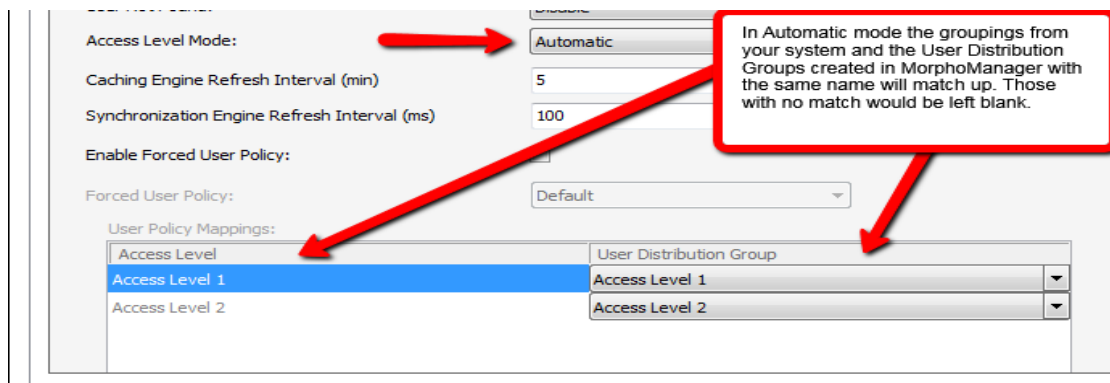 In Automatic mode the groupings from
your system and the User Distribution
Groups created in MorphoManager with
the same name will match up. Those
with no match would be left blank.
Access Level Mode:
Automatic
Caching Engine Refresh Interval (min)
5
Synchronization Engine Refresh Interval (ms)
100
Enable Forced User Policy:
Forced User Policy:
Default
User Policy Mappings:
Access Level
User Distribution Group
Access Level 1
Access Level 1
Access Level 2
Access Level 2